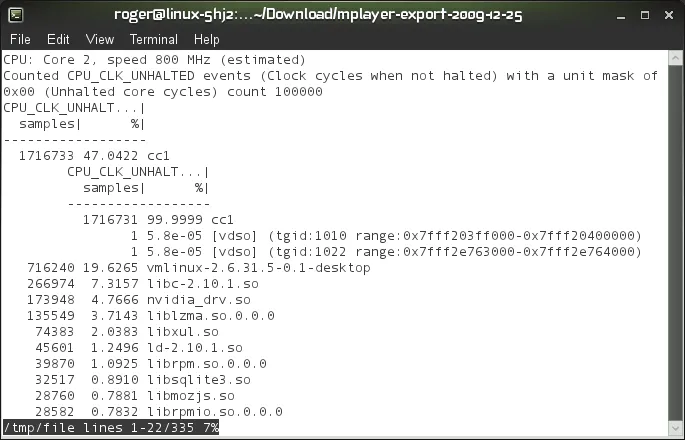 roger@linux-5hj2:...~/Download/mplayer-export-2009-12-25
File Edit View Terminal Help
CPU: Core 2, speed 800 MHz (estimated)
Counted CPU_CLK_UNHALTED events (Clock cycles when not halted) with a unit mask of
0x00 (Unhalted core cycles) count 100000
CPU_CLK_UNHALT...|
samples| %|
------------------
1716733 47.0422 cc1
CPU_CLK_UNHALT...|
samples| %|
------------------
1716731 99.9999 cc1
1 5.8e-05 [vdso] (tgid:1010 range:0x7fff203ff000-0x7fff20400000)
1 5.8e-05 [vdso] (tgid:1022 range:0x7fff2e763000-0x7fff2e764000)
716240 19.6265 vmlinux-2.6.31.5-0.1-desktop
266974 7.3157 libc-2.10.1.so
173948 4.7666 nvidia_drv.so
135549 3.7143 liblzma.so.0.0.0
74383 2.0383 libxul.so
45601 1.2496 ld-2.10.1.so
39870 1.0925 librpm.so.0.0.0
32517 0.8910 libsqlite3.so
28760 0.7881 libmozjs.so
28582 0.7832 librpmio.so.0.0.0
/tmp/file lines 1-22/335 7%